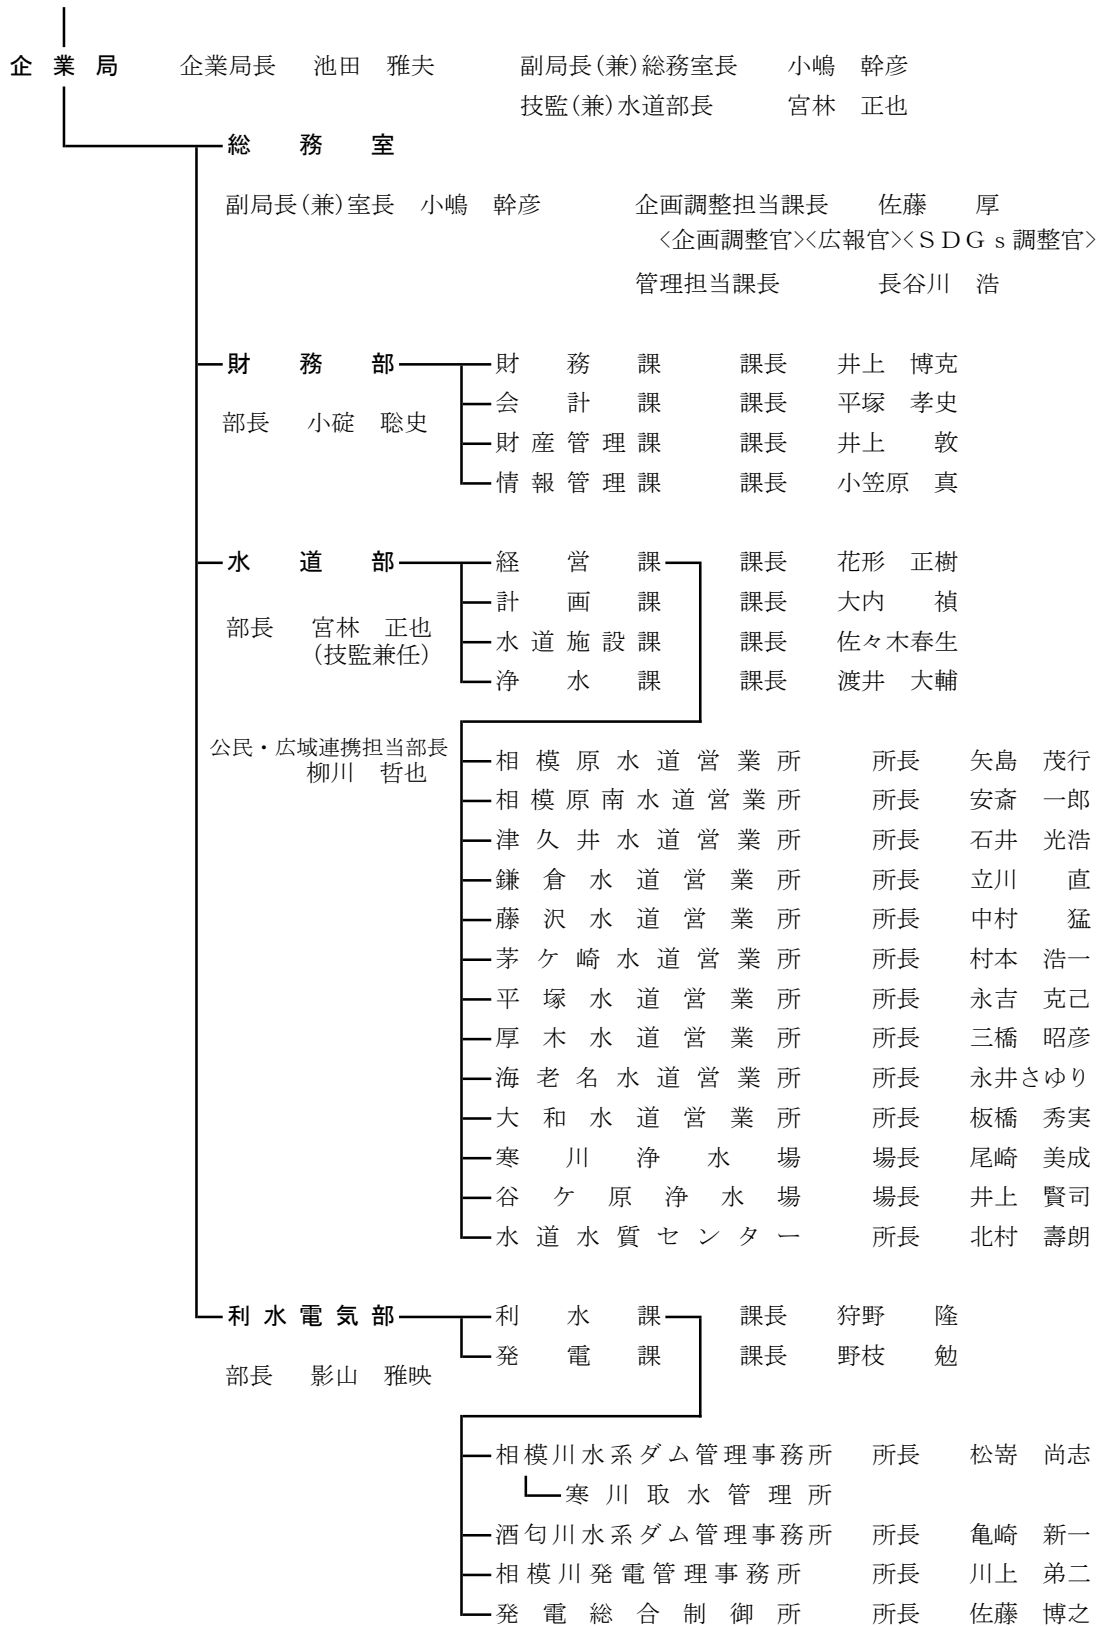 企業局 企業局長 池田 雅夫 副局長(兼)総務室長 小嶋 幹彦
技監(兼)水道部長 宮林 正也
総務室
副局長(兼)室長 小嶋 幹彦 企画調整担当課長 佐藤 厚
<企画調整官><広報官><ＳＤＧｓ調整官>
管理担当課長 長谷川 浩
財務部 財務課 課長 井上 博克
会計課 課長 平塚 孝史
部長 小碇 聡史
財産管理課 課長 井上 敦
情報管理課 課長 小笠原 真
水道部 経営課 課長 花形 正樹
計画課 課長 大内 禎
部長 宮林 正也
(技監兼任)
水道施設課 課長 佐々木春生
浄水課 課長 渡井 大輔
公民・広域連携担当部長
柳川 哲也
相模原水道営業所 所長 矢島 茂行
相模原南水道営業所 所長 安斎 一郎
津久井水道営業所 所長 石井 光浩
鎌倉水道営業所 所長 立川 直
藤沢水道営業所 所長 中村 猛
茅ケ崎水道営業所 所長 村本 浩一
平塚水道営業所 所長 永吉 克己
厚木水道営業所 所長 三橋 昭彦
海老名水道営業所 所長 永井さゆり
大和水道営業所 所長 板橋 秀実
寒川浄水場 場長 尾崎 美成
谷ケ原浄水場 場長 井上 賢司
水道水質センター 所長 北村 壽朗
利水電気部 利水課 課長 狩野 隆
発電課 課長 野枝 勉
部長 影山 雅映
相模川水系ダム管理事務所 所長 松嵜 尚志
寒川取水管理所
酒匂川水系ダム管理事務所 所長 亀崎 新一
相模川発電管理事務所 所長 川上 弟二
発電総合制御所 所長 佐藤 博之